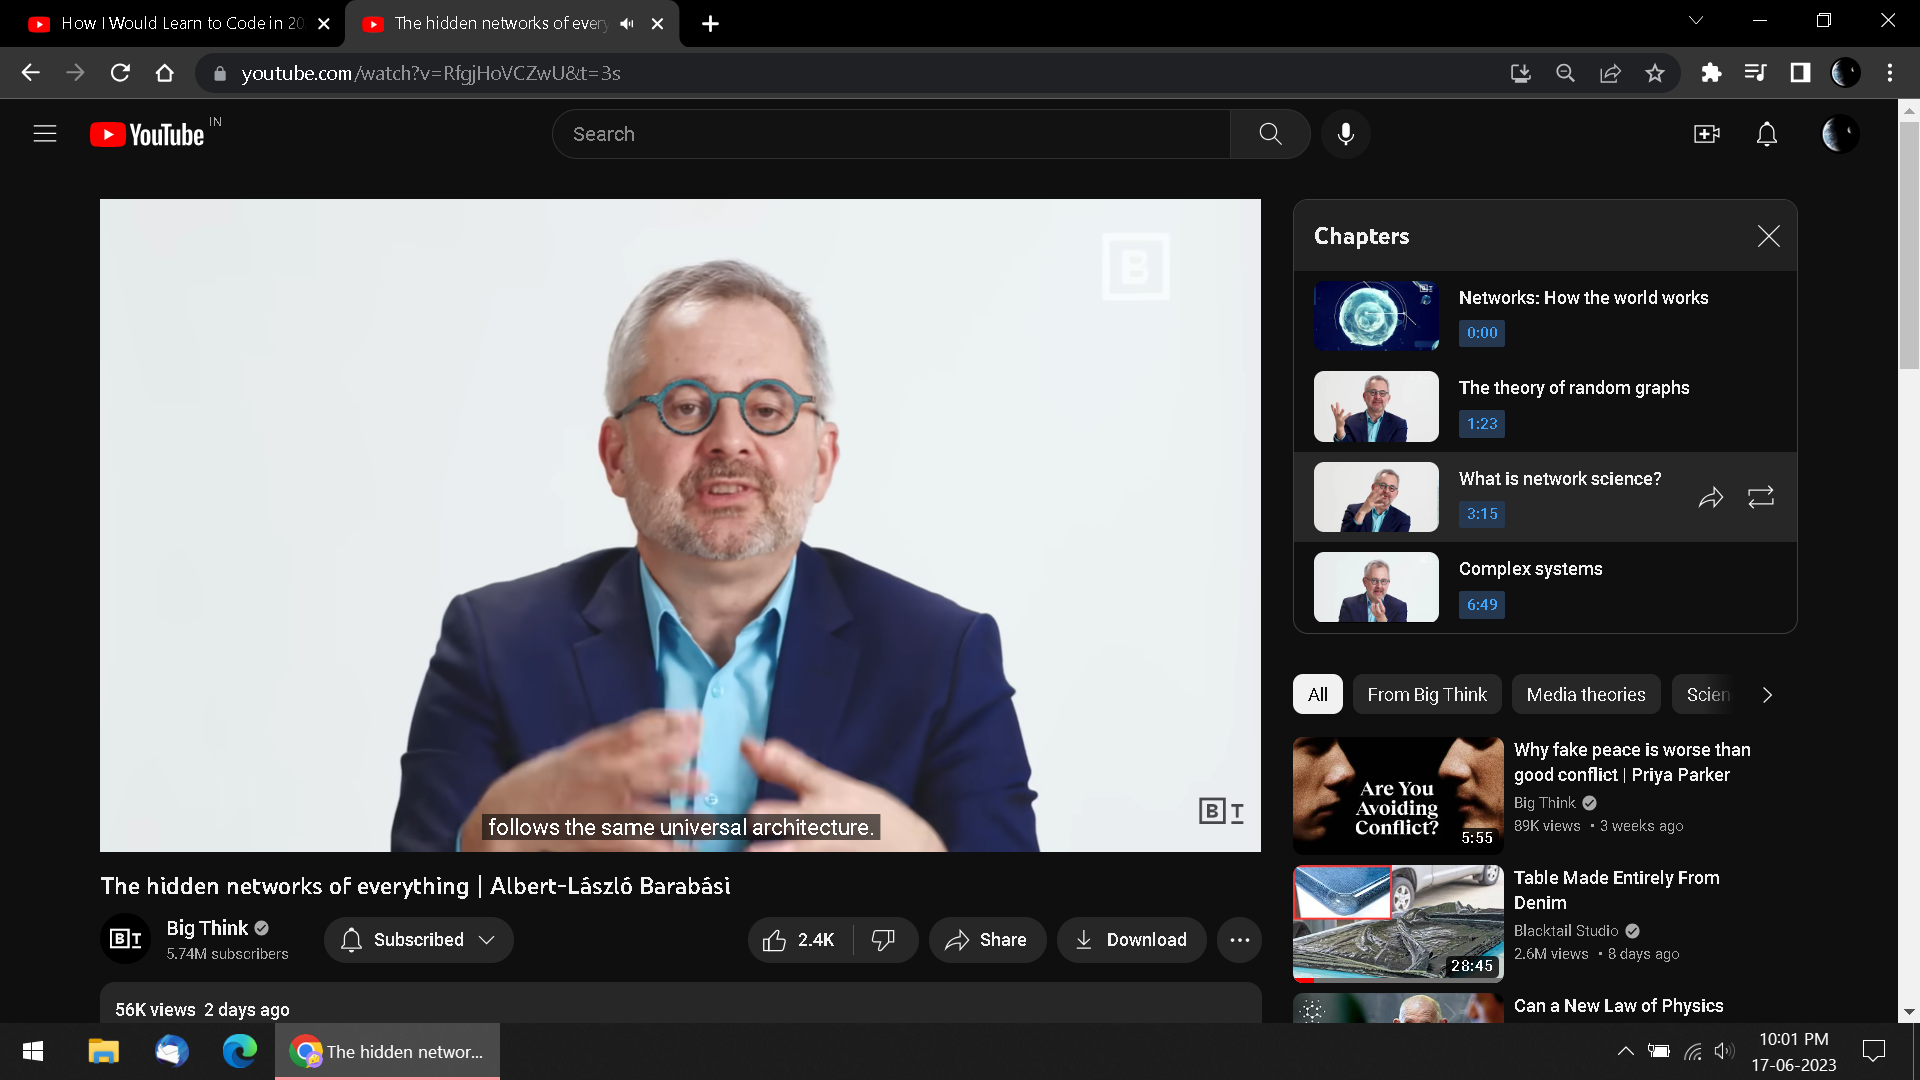 How I Would Learn to Code in 20
The hidden networks of every
youtube.com/watch?v=RfgjHoVCZwU&t=3s
YouTube IN
Search
B
Chapters
Networks: How the world works
0:00
The theory of random graphs
1:23
What is network science?
3:15
Complex systems
6:49
B T
follows the same universal architecture.
All
From Big Think
Media theories
Scien
Are You
Avoiding
Conflict?
5:55
Why fake peace is worse than
good conflict | Priya Parker
Big Think
89K views • 3 weeks ago
28:45
Table Made Entirely From
Denim
Blacktail Studio
2.6M views • 8 days ago
Can a New Law of Physics
The hidden networks of everything | Albert-László Barabási
BT
Big Think
5.74M subscribers
Subscribed
2.4K
Share
Download
56K views 2 days ago
The hidden networ...
10:01 PM
17-06-2023